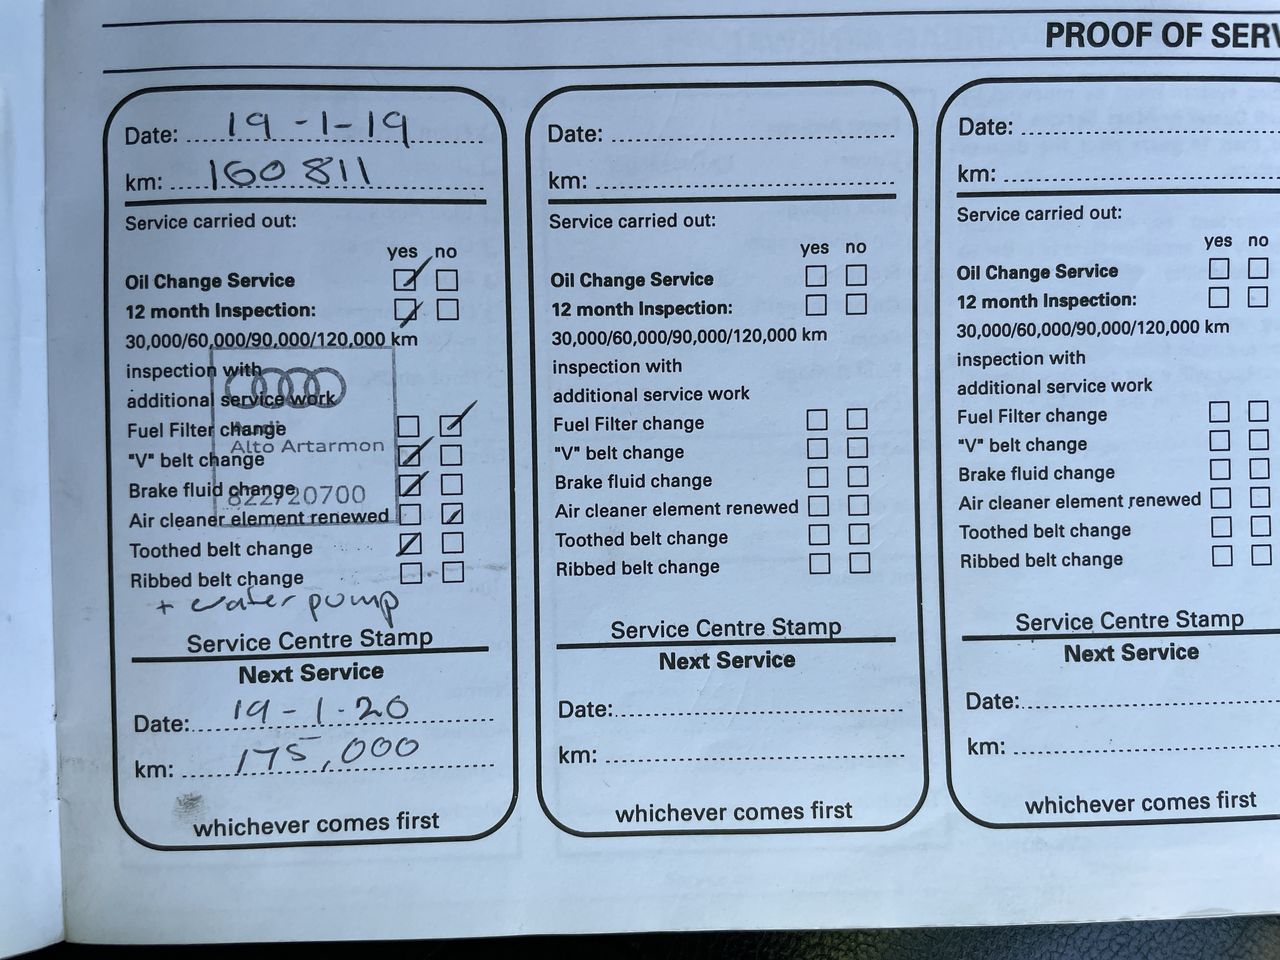 PROOF OF SERV
Date: 19-1-19
km: 160 811
Service carried out:
yes no
Oil Change Service
12 month Inspection:
30,000/60,000/90,000/120,000 km
inspection with
additional service work
Fuel Filter change
"V" belt change
Brake fluid change
Air cleaner element renewed
Toothed belt change
Ribbed belt change
+ water pump
Audi
Alto Artarmon
822/20700
Service Centre Stamp
Next Service
Date: 19-1-20
km: 175,000
whichever comes first
Date:
km:
Service carried out:
yes no
Oil Change Service
12 month Inspection:
30,000/60,000/90,000/120,000 km
inspection with
additional service work
Fuel Filter change
"V" belt change
Brake fluid change
Air cleaner element renewed
Toothed belt change
Ribbed belt change
Service Centre Stamp
Next Service
Date:
km:
whichever comes first
Date:
km:
Service carried out:
yes no
Oil Change Service
12 month Inspection:
30,000/60,000/90,000/120,000 km
inspection with
additional service work
Fuel Filter change
"V" belt change
Brake fluid change
Air cleaner element renewed
Toothed belt change
Ribbed belt change
Service Centre Stamp
Next Service
Date:
km:
whichever comes first